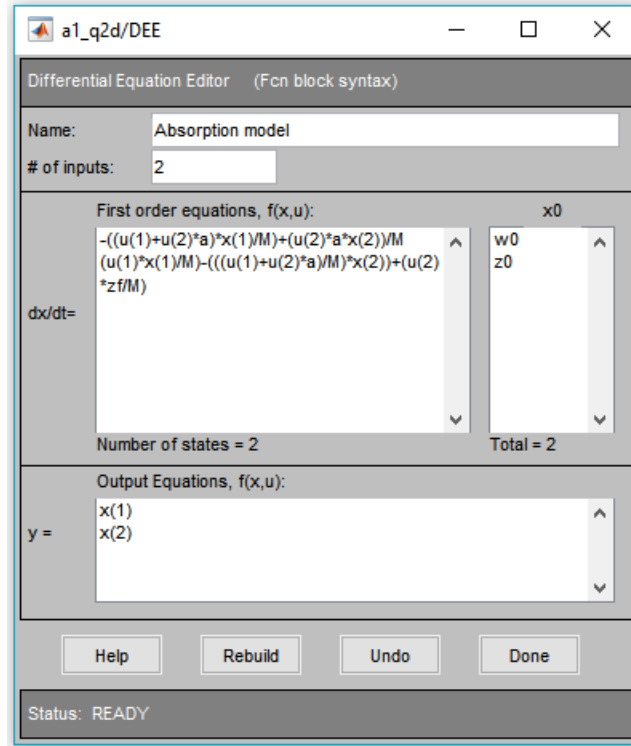 a1_q2d/DEE
Differential Equation Editor (Fcn block syntax)
Name: Absorption model
# of inputs: 2
First order equations, f(x,u): x0
dx/dt=
-((u(1)+u(2)*a)*x(1)/M)+(u(2)*a*x(2))/M
(u(1)*x(1)/M)-(((u(1)+u(2)*a)/M)*x(2))+(u(2)
*zf/M)
w0
z0
Number of states = 2 Total = 2
Output Equations, f(x,u):
y =
x(1)
x(2)
Help Rebuild Undo Done
Status: READY